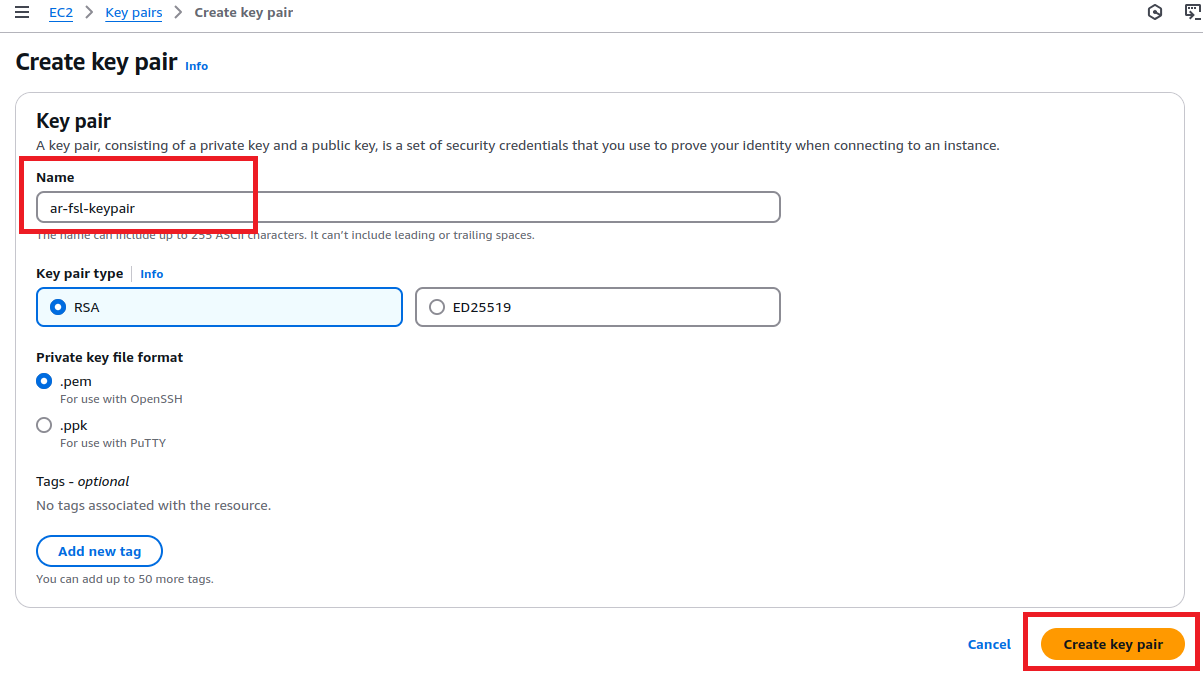 EC2 > Key pairs > Create key pair
Create key pair Info
Key pair
A key pair, consisting of a private key and a public key, is a set of security credentials that you use to prove your identity when connecting to an instance.
Name
ar-fsl-keypair
The name can include up to 255 ASCII characters. It can't include leading or trailing spaces.
Key pair type Info
RSA ED25519
Private key file format
.pem
For use with OpenSSH
.ppk
For use with PuTTY
Tags - optional
No tags associated with the resource.
Add new tag
You can add up to 50 more tags.
Cancel Create key pair